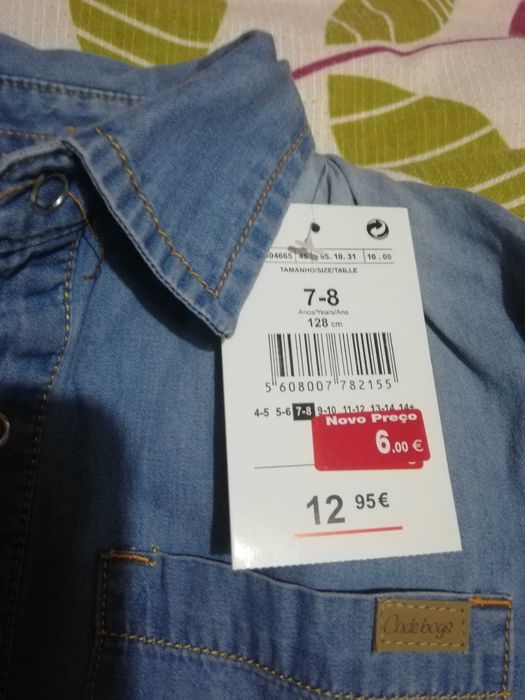 04665 95. 10. 31 10. 00
TAMANHO/SIZE/TAILLE
7-8
Anos/Years/Ans
128 cm
5 608007 782155
4-5 5-6 7-8 9-10 11-12 13-14 14+
Novo Preço
6,00 €
12 95€
Code boys